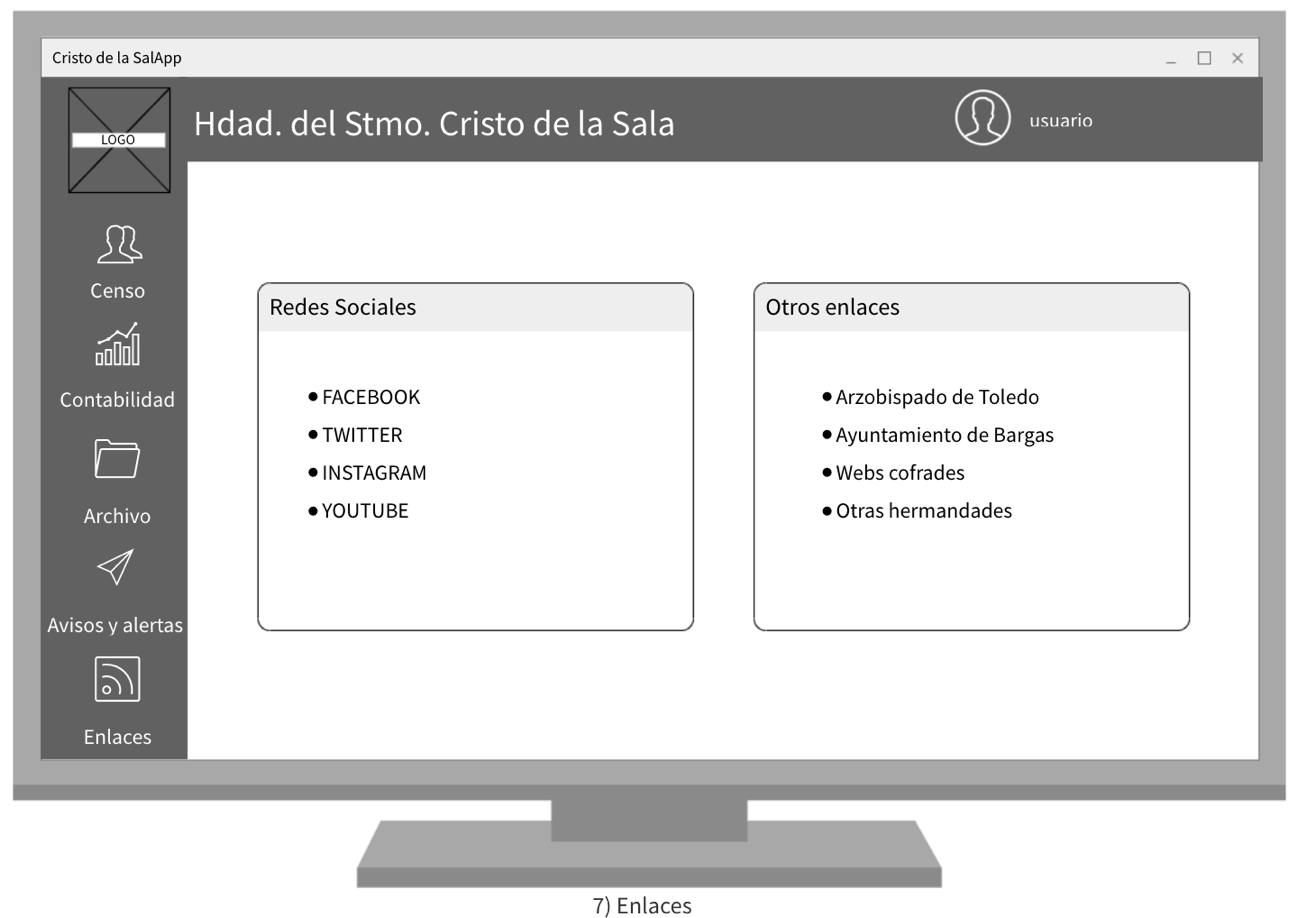 Cristo de la SalApp
LOGO
Hdad. del Stmo. Cristo de la Sala
usuario
Censo
Contabilidad
Archivo
Avisos y alertas
Enlaces
Redes Sociales
FACEBOOK
TWITTER
INSTAGRAM
YOUTUBE
Otros enlaces
Arzobispado de Toledo
Ayuntamiento de Bargas
Webs cofrades
Otras hermandades
7) Enlaces